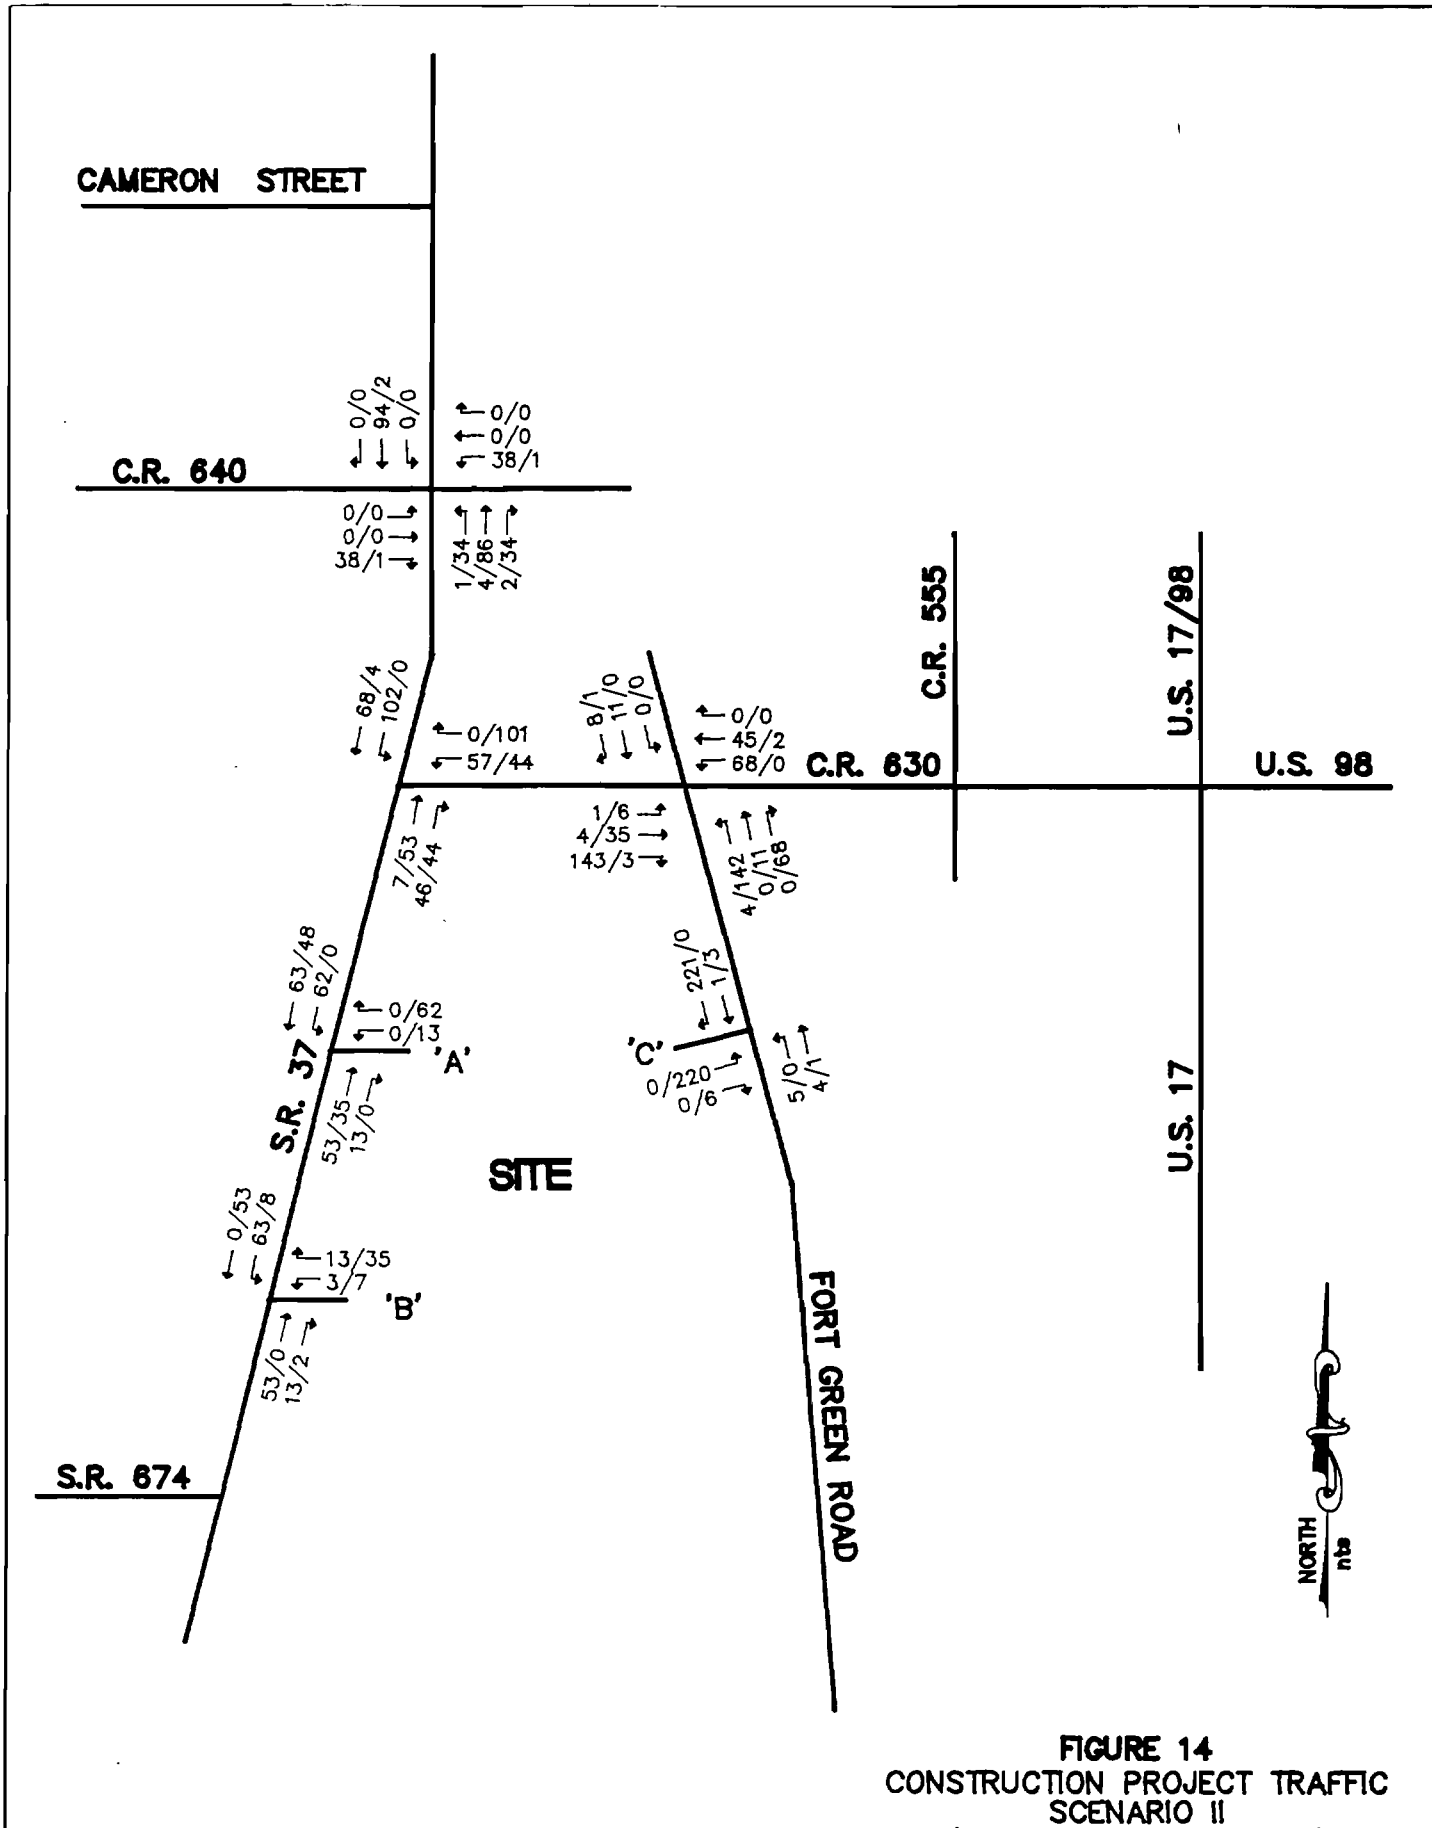 CAMERON STREET
0/0
94/2
0/0
0/0
0/0
38/1
C.R. 640
0/0
0/0
38/1
1/34
4/86
2/34
C.R. 555
U.S. 17/98
68/4
102/0
0/101
57/44
8/1
11/0
0/0
0/0
45/2
68/0
C.R. 630
U.S. 98
7/53
46/44
1/6
4/35
143/3
4/142
0/11
0/68
63/48
62/0
0/62
0/13
'A'
S.R. 37
53/35
13/0
221/0
1/3
'C'
0/220
0/6
5/0
4/1
U.S. 17
SITE
0/53
63/8
13/35
3/7
'B'
53/0
13/2
FORT GREEN ROAD
S.R. 674
NORTH
nts
FIGURE 14
CONSTRUCTION PROJECT TRAFFIC
SCENARIO II